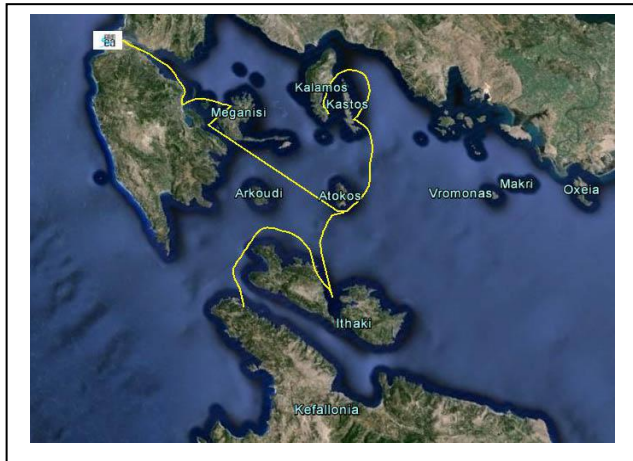 Kalamos
Kastos
Meganisi
Arkoudi
Atokos
Vromonas
Makri
Oxeia
Ithaki
Kefallonia